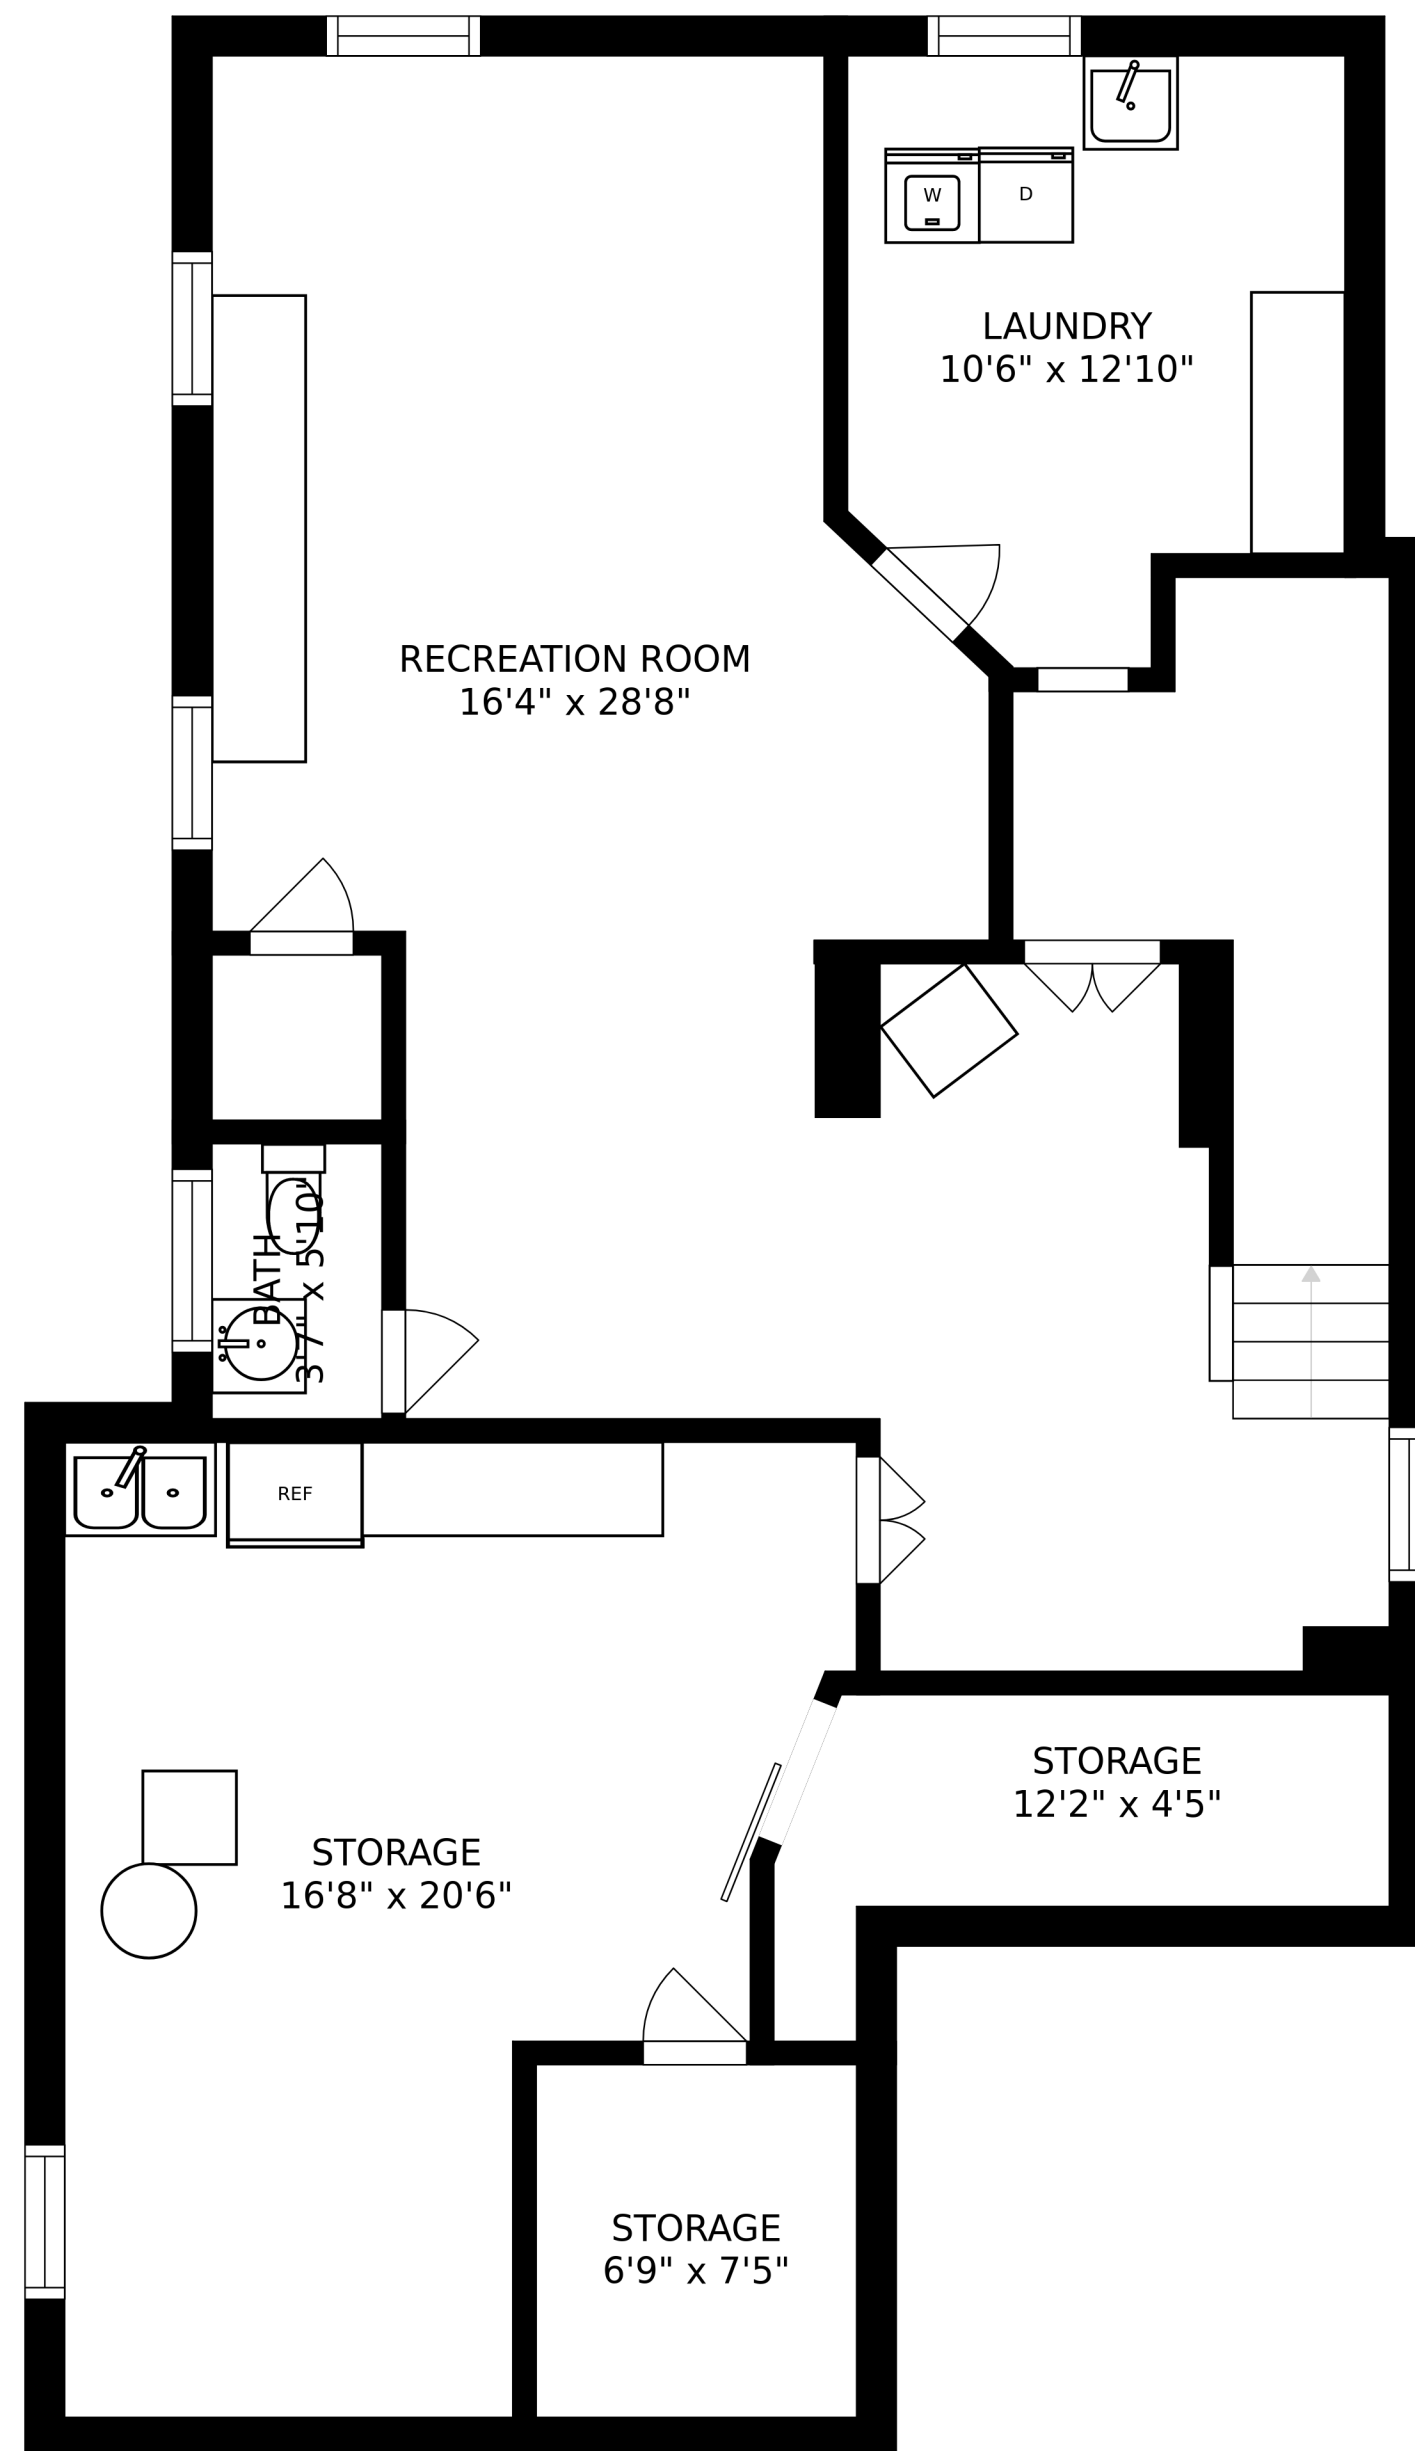 W
D
LAUNDRY
10'6" x 12'10"
RECREATION ROOM
16'4" x 28'8"
BATH
3'7" x 5'10"
REF
STORAGE
12'2" x 4'5"
STORAGE
16'8" x 20'6"
STORAGE
6'9" x 7'5"